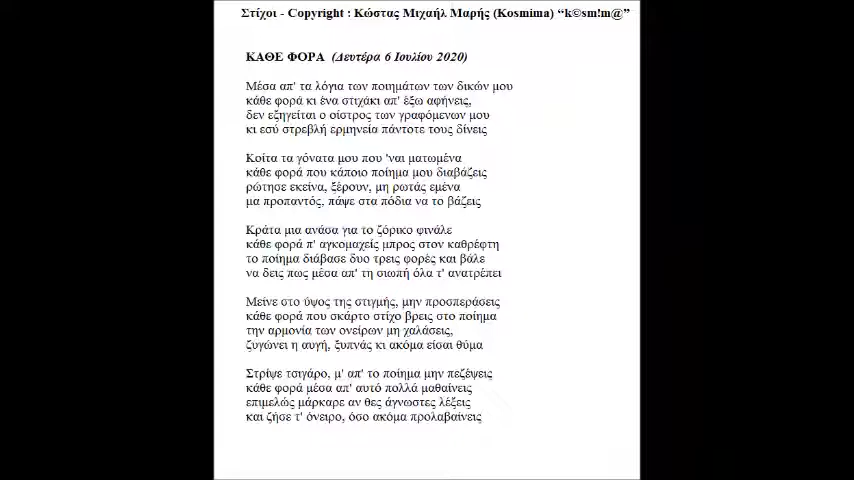 Στίχοι - Copyright : Κώστας Μιχαήλ Μαρής (Kosmima) “k©sm!m@”
ΚΑΘΕ ΦΟΡΑ (Δευτέρα 6 Ιουλίου 2020)
Μέσα απ' τα λόγια των ποιημάτων των δικών μου
κάθε φορά κι ένα στιχάκι απ' έξω αφήνεις,
δεν εξηγείται ο οίστρος των γραφόμενων μου
κι εσύ στρεβλή ερμηνεία πάντοτε τους δίνεις
Κοίτα τα γόνατα μου που 'ναι ματωμένα
κάθε φορά που κάποιο ποίημα μου διαβάζεις
ρώτησε εκείνα, ξέρουν, μη ρωτάς εμένα
μα προπαντός, πάψε στα πόδια να το βάζεις
Κράτα μια ανάσα για το ζόρικο φινάλε
κάθε φορά π' αγκομαχείς μπρος στον καθρέφτη
το ποίημα διάβασε δυο τρεις φορές και βάλε
να δεις πως μέσα απ' τη σιωπή όλα τ' ανατρέπει
Μείνε στο ύψος της στιγμής, μην προσπεράσεις
κάθε φορά που σκάρτο στίχο βρεις στο ποίημα
την αρμονία των ονείρων μη χαλάσεις,
ζυγώνει η αυγή, ξυπνάς κι ακόμα είσαι θύμα
Στρίψε τσιγάρο, μ' απ' το ποίημα μην πεζέψεις
κάθε φορά μέσα απ' αυτό πολλά μαθαίνεις
επιμελώς μάρκαρε αν θες άγνωστες λέξεις
και ζήσε τ' όνειρο, όσο ακόμα προλαβαίνεις